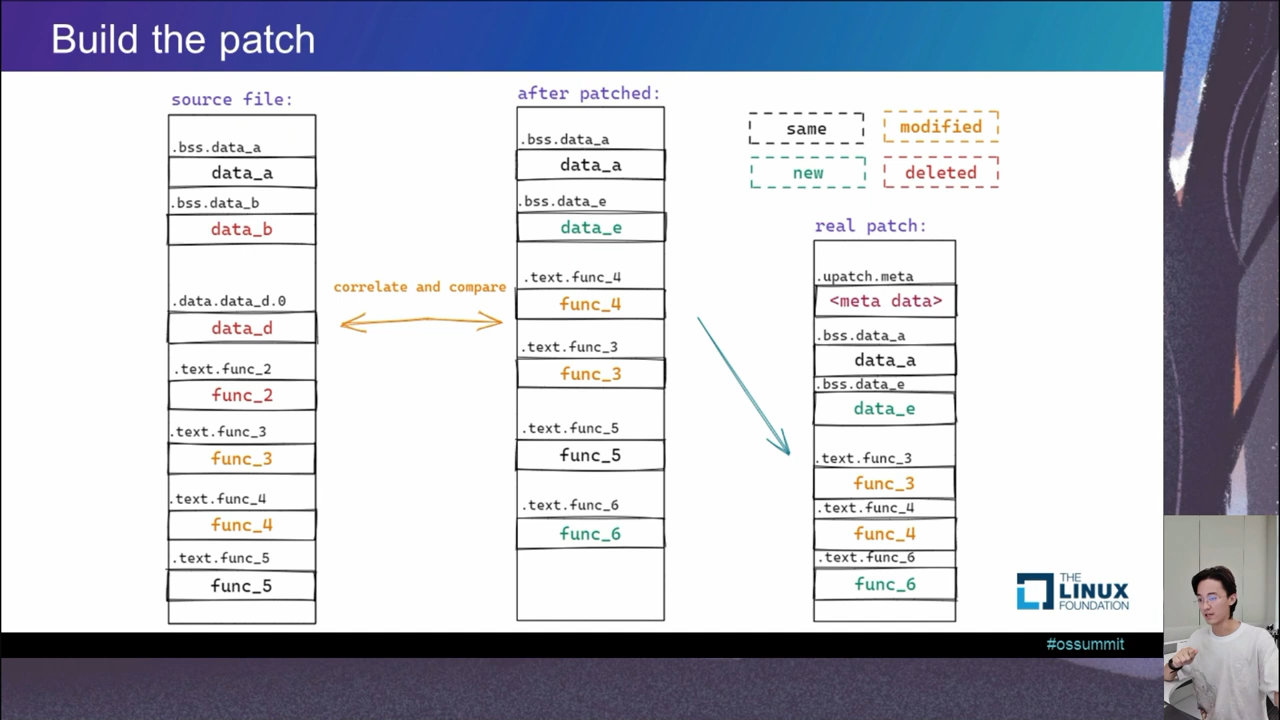 Build the patch
source file:
.bss.data_a
data_a
.bss.data_b
data_b
.data.data_d.0
data_d
.text.func_2
func_2
.text.func_3
func_3
.text.func_4
func_4
.text.func_5
func_5
correlate and compare
after patched:
.bss.data_a
data_a
.bss.data_e
data_e
.text.func_4
func_4
.text.func_3
func_3
.text.func_5
func_5
.text.func_6
func_6
same
modified
new
deleted
real patch:
.upatch.meta
<meta data>
.bss.data_a
data_a
.bss.data_e
data_e
.text.func_3
func_3
.text.func_4
func_4
.text.func_6
func_6
THE
LINUX
FOUNDATION
#ossummit